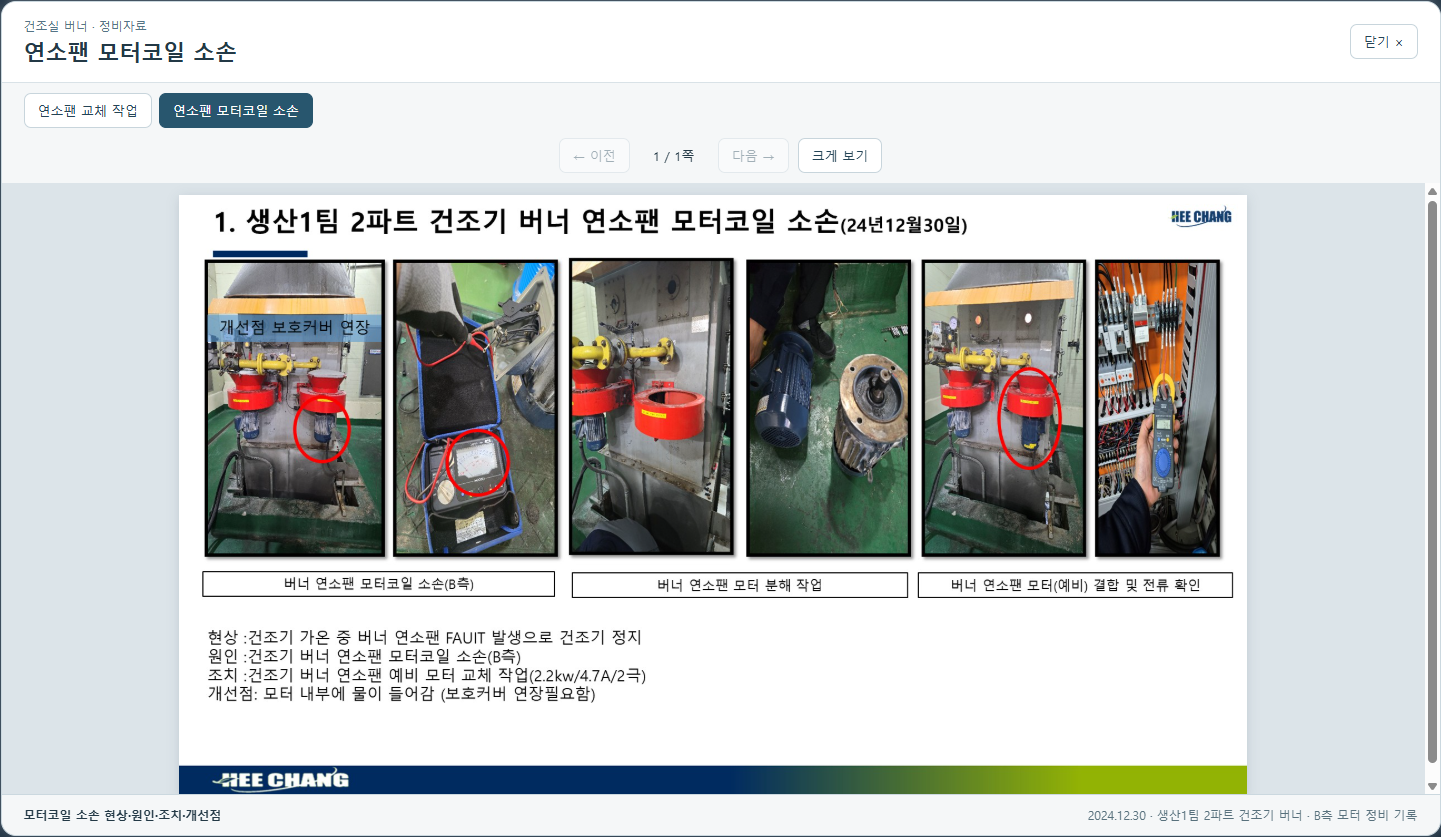 건조실 버너 · 정비자료
연소팬 모터코일 소손
닫기 ×
연소팬 교체 작업
연소팬 모터코일 소손
← 이전
1 / 1쪽
다음 →
크게 보기
1. 생산1팀 2파트 건조기 버너 연소팬 모터코일 소손(24년12월30일)
HEE CHANG
개선점 보호커버 연장
버너 연소팬 모터코일 소손(B측)
버너 연소팬 모터 분해 작업
버너 연소팬 모터(예비) 결합 및 전류 확인
현상 :건조기 가온 중 버너 연소팬 FAUIT 발생으로 건조기 정지
원인 :건조기 버너 연소팬 모터코일 소손(B측)
조치 :건조기 버너 연소팬 예비 모터 교체 작업(2.2kw/4.7A/2극)
개선점: 모터 내부에 물이 들어감 (보호커버 연장필요함)
HEE CHANG
모터코일 소손 현상·원인·조치·개선점
2024.12.30 · 생산1팀 2파트 건조기 버너 · B측 모터 정비 기록